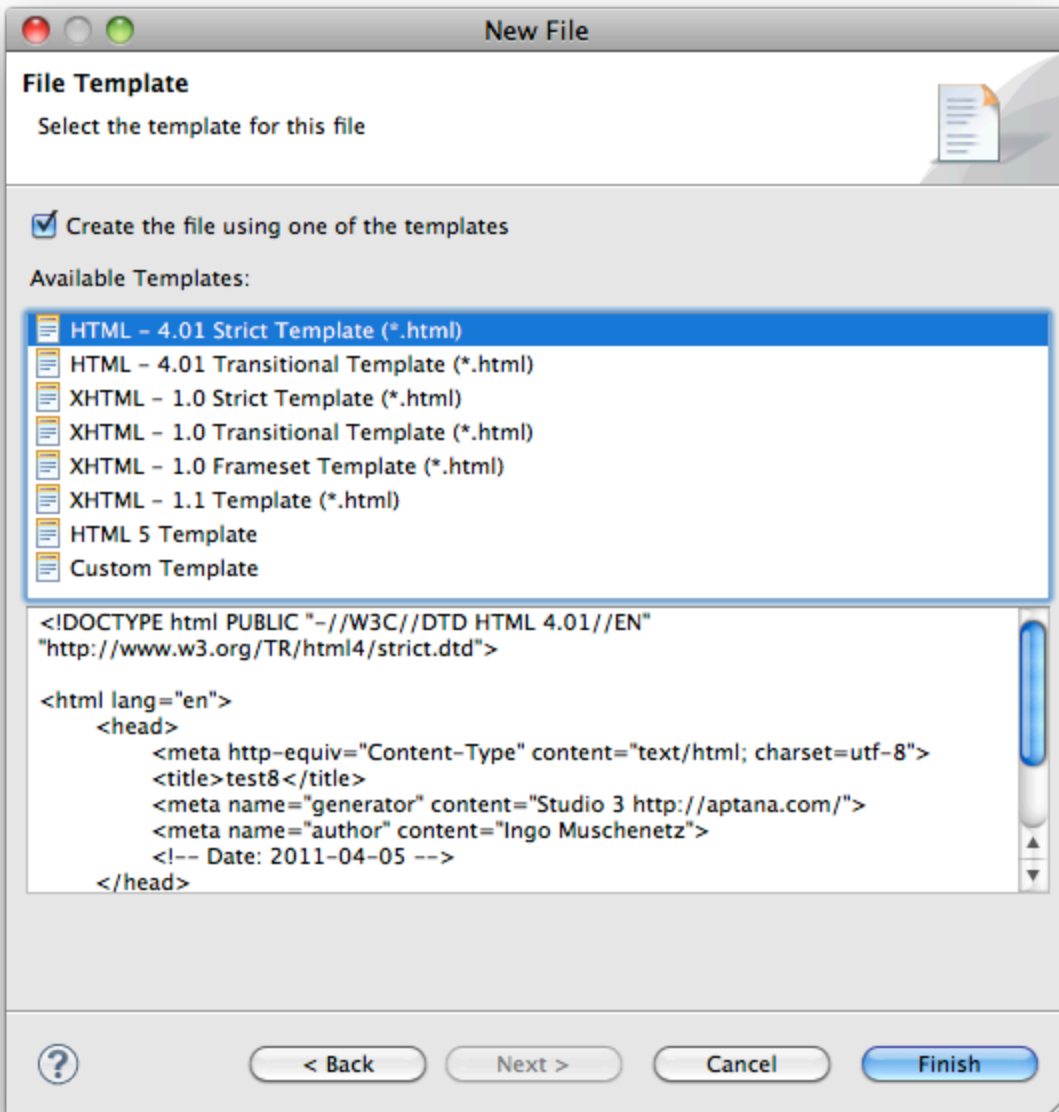 New File
File Template
Select the template for this file
Create the file using one of the templates
Available Templates:
HTML - 4.01 Strict Template (*.html)
HTML - 4.01 Transitional Template (*.html)
XHTML - 1.0 Strict Template (*.html)
XHTML - 1.0 Transitional Template (*.html)
XHTML - 1.0 Frameset Template (*.html)
XHTML - 1.1 Template (*.html)
HTML 5 Template
Custom Template
<!DOCTYPE html PUBLIC "-//W3C//DTD HTML 4.01//EN"
"http://www.w3.org/TR/html4/strict.dtd">
<html lang="en">
<head>
<meta http-equiv="Content-Type" content="text/html; charset=utf-8">
<title>test8</title>
<meta name="generator" content="Studio 3 http://aptana.com/">
<meta name="author" content="Ingo Muschenetz">
<!-- Date: 2011-04-05 -->
</head>
? < Back Next > Cancel Finish